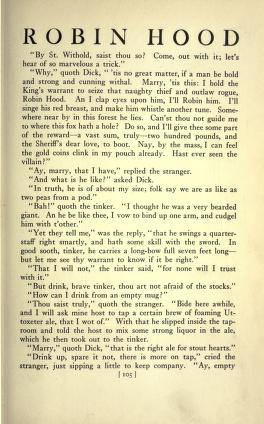 ROBIN HOOD
"By St. Withold, saist thou so? Come, out with it; let's
hear of so marvelous a trick."
"Why," quoth Dick, " 'tis no great matter, if a man be bold
and strong and cunning withal. Marry, 'tis this: I hold the
King's warrant to seize that naughty thief and outlaw rogue,
Robin Hood. An I clap eyes upon him, I'll Robin him. I'll
singe his red breast, and make him whistle another tune. Some-
where near by in this forest he lies. Can'st thou not guide me
to where this fox hath a hole? Do so, and I'll give thee some part
of the reward—a vast sum, truly—two hundred pounds, and
the Sheriff's dear love, to boot. Nay, by the mass, I can feel
the gold coins clink in my pouch already. Hast ever seen the
villain?"
"Ay, marry, that I have," replied the stranger.
"And what is he like?" asked Dick.
"In truth, he is of about my size; folk say we are as like as
two peas from a pod."
"Bah!" quoth the tinker. "I thought he was a very bearded
giant. An he be like thee, I vow to bind up one arm, and cudgel
him with t'other."
"Yet they tell me," was the reply, "that he swings a quarter-
staff right smartly, and hath some skill with the sword. In
good sooth, tinker, he carries a long-bow full seven feet long—
but let me see thy warrant to know if it be right."
"That I will not," the tinker said, "for none will I trust
with it."
"But drink, brave tinker, thou art not afraid of the stocks."
"How can I drink from an empty mug?"
"Thou saist truly," quoth the stranger. "Bide here awhile,
and I will ask mine host to tap a certain brew of foaming Ut-
toxeter ale, that I wot of." With that he slipped inside the tap-
room and told the host to mix some strong liquor in the ale,
which he then took out to the tinker.
"Marry," quoth Dick, "that is the right ale for stout hearts."
"Drink up, spare it not, there is more on tap," cried the
stranger, just sipping a little to keep company. "Ay, empty
[ 105 ]